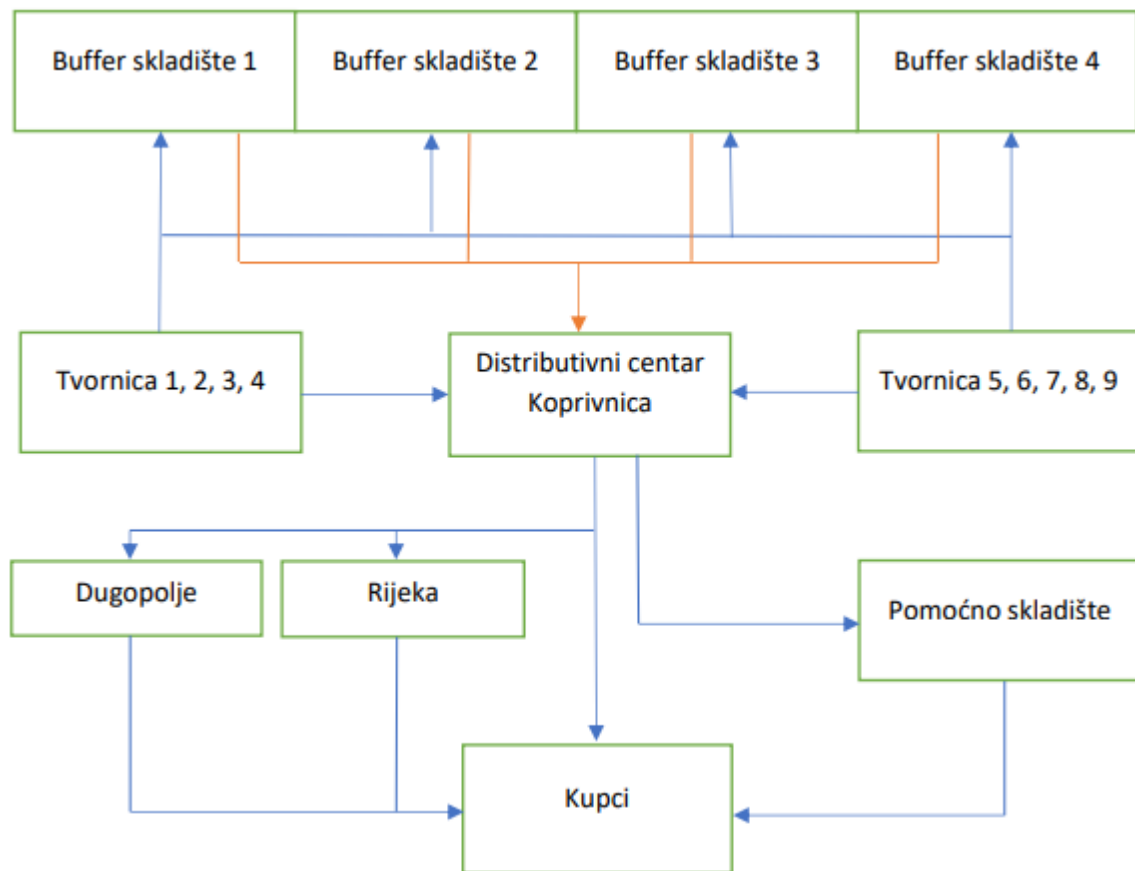 Buffer skladište 1
Buffer skladište 2
Buffer skladište 3
Buffer skladište 4
Tvornica 1, 2, 3, 4
Distributivni centar
Koprivnica
Tvornica 5, 6, 7, 8, 9
Dugopolje
Rijeka
Pomoćno skladište
Kupci